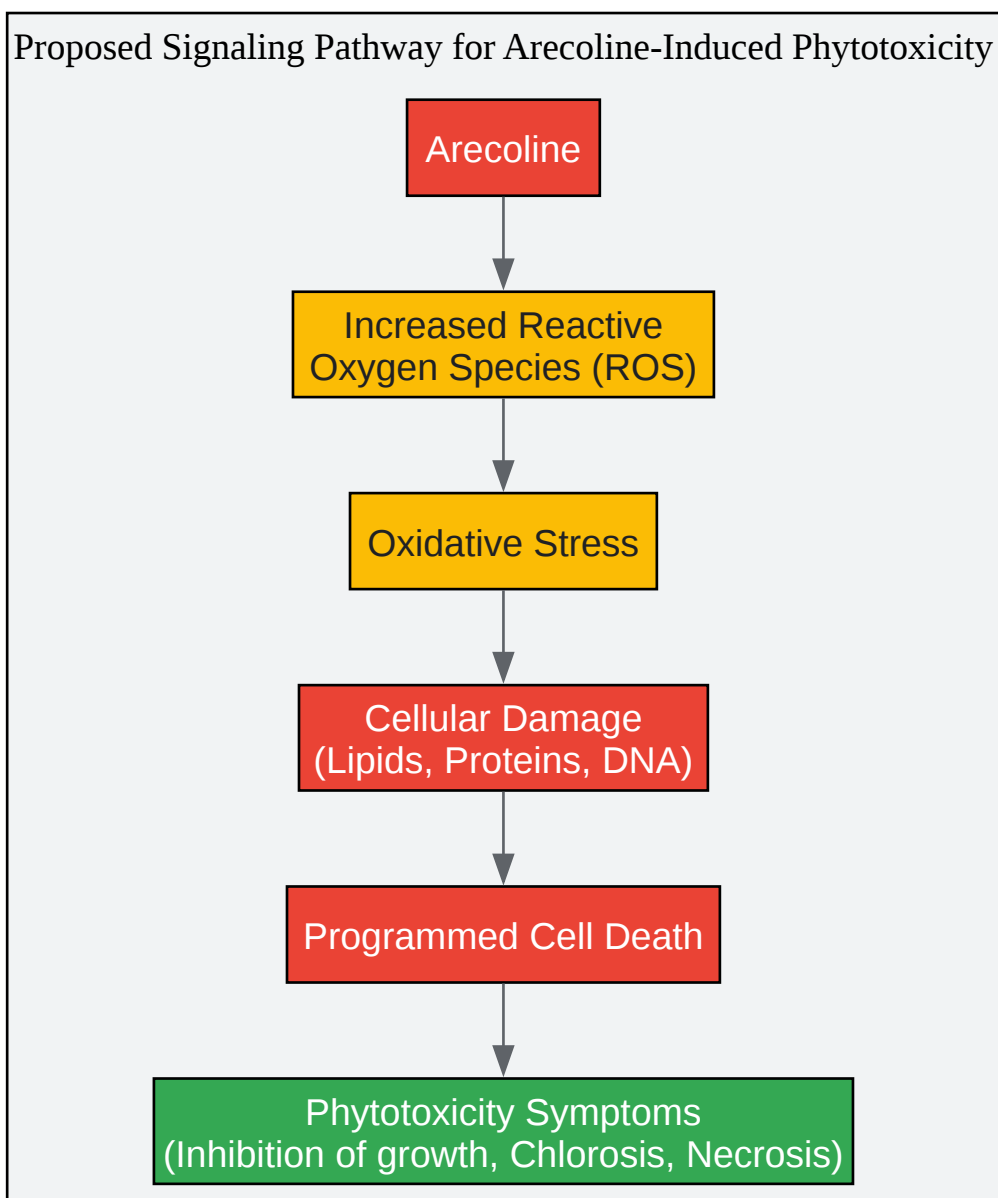 Proposed Signaling Pathway for Arecoline-Induced Phytotoxicity
Arecoline
Increased Reactive
Oxygen Species (ROS)
Oxidative Stress
Cellular Damage
(Lipids, Proteins, DNA)
Programmed Cell Death
Phytotoxicity Symptoms
(Inhibition of growth, Chlorosis, Necrosis)